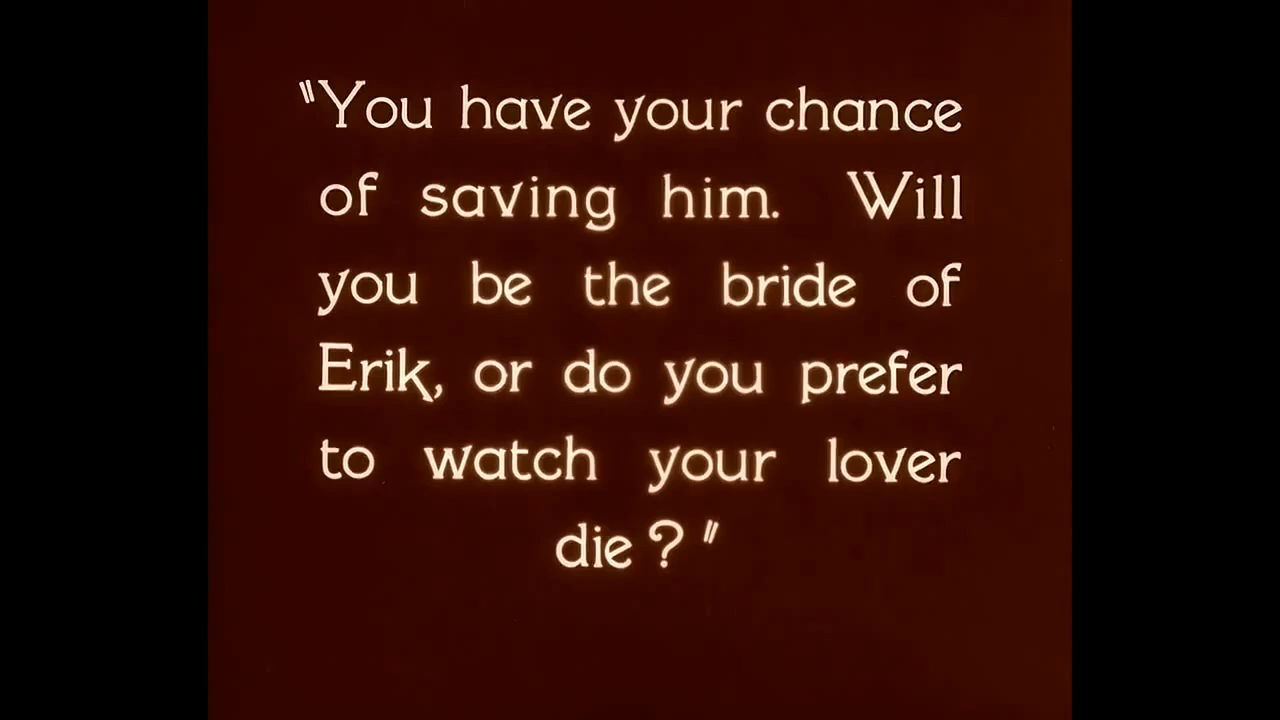 "You have your chance
of saving him. Will
you be the bride of
Erik, or do you prefer
to watch your lover
die?"